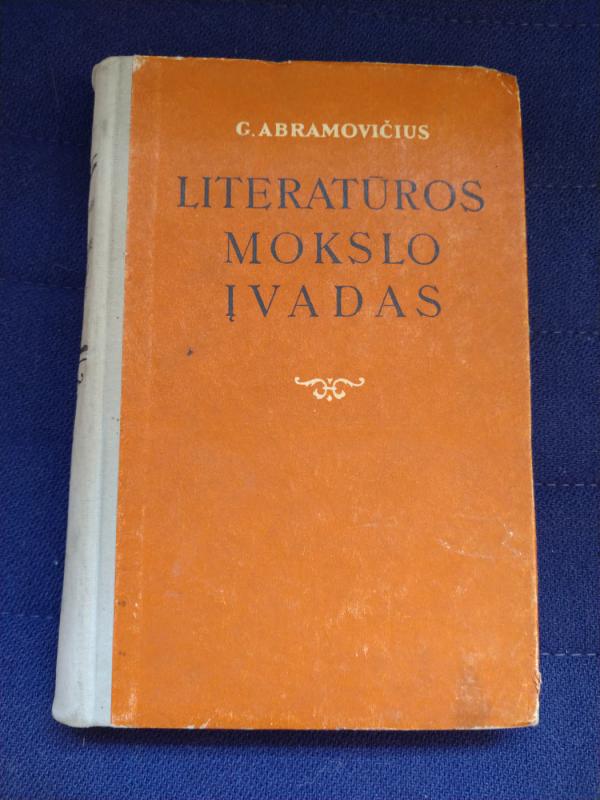 G. ABRAMOVIČIUS
LITERATŪROS
MOKSLO
ĮVADAS